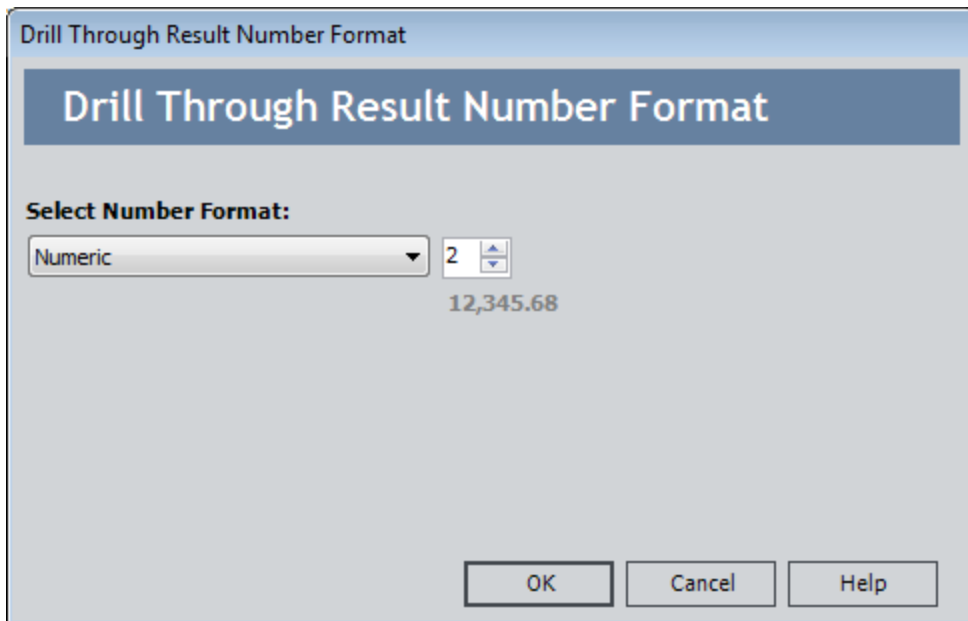 Drill Through Result Number Format
Drill Through Result Number Format
Select Number Format:
Numeric 2
12,345.68
OK Cancel Help